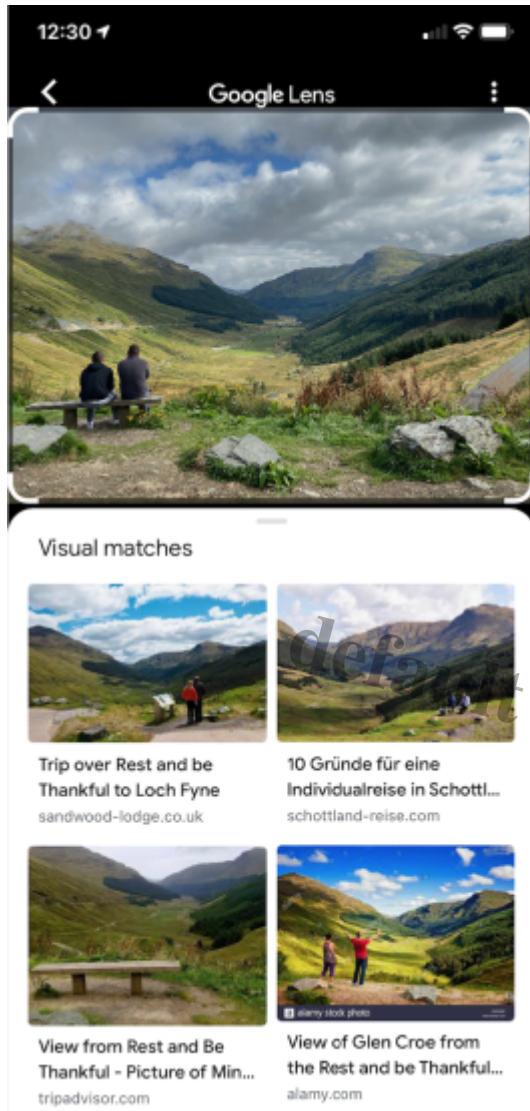 12:30
Google Lens
Visual matches
Trip over Rest and be
Thankful to Loch Fyne
sandwood-lodge.co.uk
10 Gründe für eine
Individualreise in Schottl...
schottland-reise.com
View from Rest and Be
Thankful - Picture of Min...
tripadvisor.com
alamy stock photo
View of Glen Croe from
the Rest and be Thankful...
alamy.com